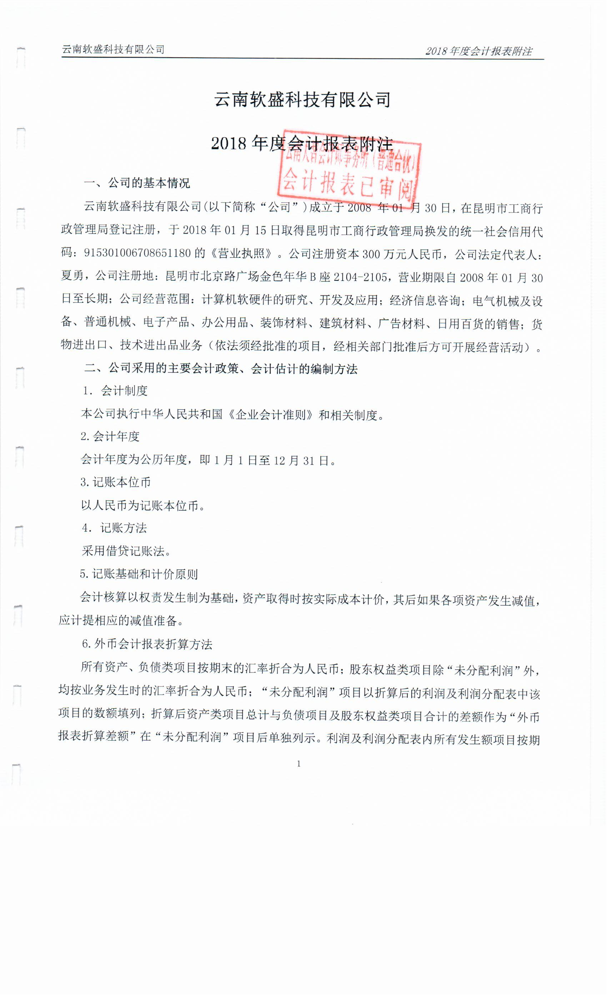 云南软盛科技有限公司
2018 年度会计报表附注
云南软盛科技有限公司
2018 年度会计报表附注
云南大智会计师事务所（普通合伙）
会计报表已审阅
一、公司的基本情况
云南软盛科技有限公司(以下简称“公司”)成立于 2008 年 01 月 30 日，在昆明市工商行
政管理局登记注册，于 2018 年 01 月 15 日取得昆明市工商行政管理局换发的统一社会信用代
码：915301006708651180 的《营业执照》。公司注册资本 300 万元人民币，公司法定代表人：
夏勇，公司注册地：昆明市北京路广场金色年华 B 座 2104-2105，营业期限自 2008 年 01 月 30
日至长期；公司经营范围：计算机软硬件的研究、开发及应用；经济信息咨询；电气机械及设
备、普通机械、电子产品、办公用品、装饰材料、建筑材料、广告材料、日用百货的销售；货
物进出口、技术进出品业务（依法须经批准的项目，经相关部门批准后方可开展经营活动）。
二、公司采用的主要会计政策、会计估计的编制方法
1. 会计制度
本公司执行中华人民共和国《企业会计准则》和相关制度。
2. 会计年度
会计年度为公历年度，即 1 月 1 日至 12 月 31 日。
3. 记账本位币
以人民币为记账本位币。
4. 记账方法
采用借贷记账法。
5. 记账基础和计价原则
会计核算以权责发生制为基础，资产取得时按实际成本计价，其后如果各项资产发生减值，
应计提相应的减值准备。
6. 外币会计报表折算方法
所有资产、负债类项目按期末的汇率折合为人民币；股东权益类项目除“未分配利润”外，
均按业务发生时的汇率折合为人民币；“未分配利润”项目以折算后的利润及利润分配表中该
项目的数额填列；折算后资产类项目总计与负债项目及股东权益类项目合计的差额作为“外币
报表折算差额”在“未分配利润”项目后单独列示。利润及利润分配表内所有发生额项目按期
1